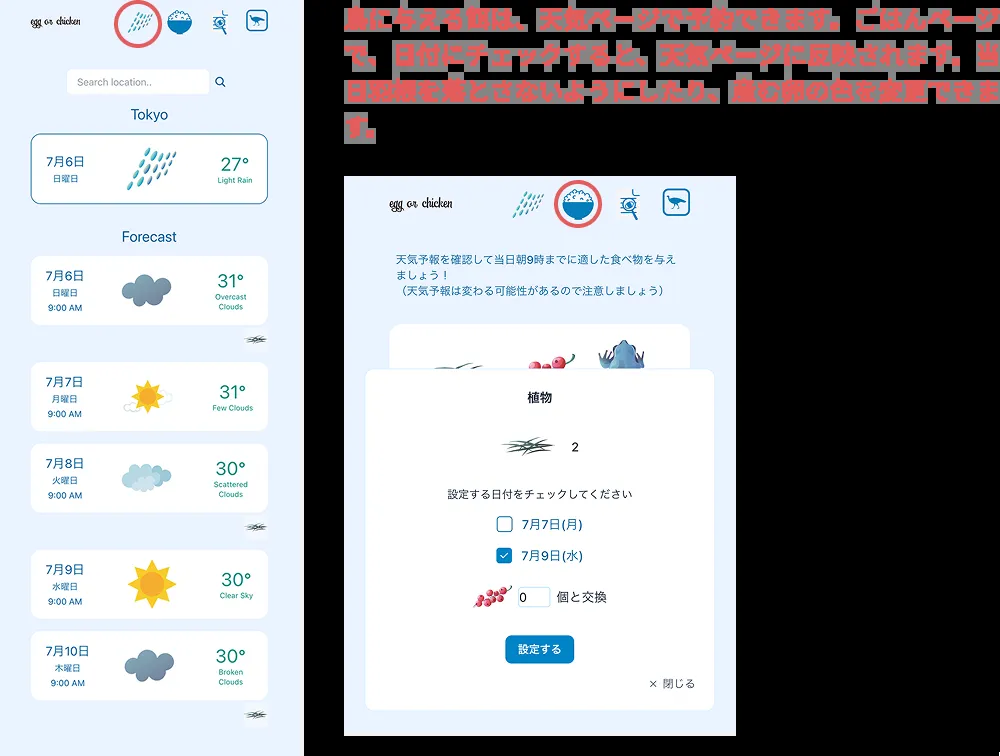 egg or chicken
Search location..
Tokyo
7月6日
日曜日
27°
Light Rain
Forecast
7月6日
日曜日
9:00 AM
31°
Overcast
Clouds
7月7日
月曜日
9:00 AM
31°
Few Clouds
7月8日
火曜日
9:00 AM
30°
Scattered
Clouds
7月9日
水曜日
9:00 AM
30°
Clear Sky
7月10日
木曜日
9:00 AM
30°
Broken
Clouds
鳥に与える餌は、天気ページで予約できます。ごはんページ
で、日付にチェックすると、天気ページに反映されます。当
日羽根を落とさないようにしたり、産む卵の色を変更できま
す。
egg or chicken
天気予報を確認して当日朝9時までに適した食べ物を与え
ましょう！
（天気予報は変わる可能性があるので注意しましょう）
植物
2
設定する日付をチェックしてください
7月7日(月)
7月9日(水)
0 個と交換
設定する
× 閉じる